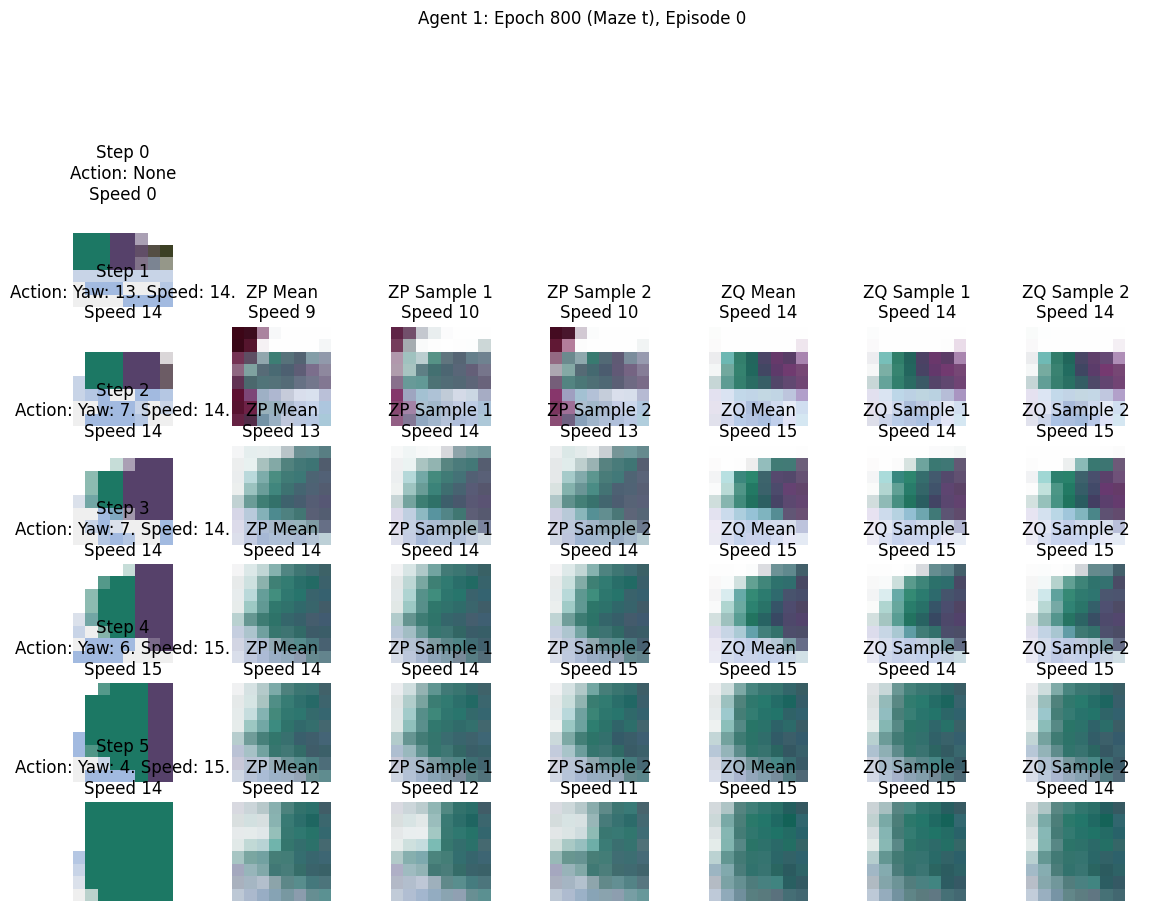 Agent 1: Epoch 800 (Maze t), Episode 0
Step 0
Action: None
Speed 0
Step 1
Action: Yaw: 13. Speed: 14.
Speed 14
ZP Mean
Speed 9
ZP Sample 1
Speed 10
ZP Sample 2
Speed 10
ZQ Mean
Speed 14
ZQ Sample 1
Speed 14
ZQ Sample 2
Speed 14
Step 2
Action: Yaw: 7. Speed: 14.
Speed 14
ZP Mean
Speed 13
ZP Sample 1
Speed 14
ZP Sample 2
Speed 13
ZQ Mean
Speed 15
ZQ Sample 1
Speed 14
ZQ Sample 2
Speed 15
Step 3
Action: Yaw: 7. Speed: 14.
Speed 14
ZP Mean
Speed 14
ZP Sample 1
Speed 14
ZP Sample 2
Speed 14
ZQ Mean
Speed 15
ZQ Sample 1
Speed 15
ZQ Sample 2
Speed 15
Step 4
Action: Yaw: 6. Speed: 15.
Speed 15
ZP Mean
Speed 14
ZP Sample 1
Speed 14
ZP Sample 2
Speed 15
ZQ Mean
Speed 15
ZQ Sample 1
Speed 14
ZQ Sample 2
Speed 15
Step 5
Action: Yaw: 4. Speed: 15.
Speed 14
ZP Mean
Speed 12
ZP Sample 1
Speed 12
ZP Sample 2
Speed 11
ZQ Mean
Speed 15
ZQ Sample 1
Speed 15
ZQ Sample 2
Speed 14